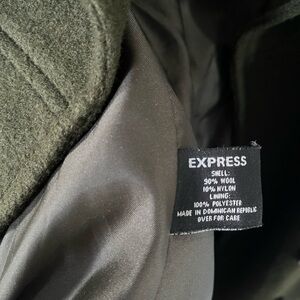 EXPRESS
SHELL:
90% WOOL
10% NYLON
LINING:
100% POLYESTER
MADE IN DOMINICAN REPUBLIC
OVER FOR CARE